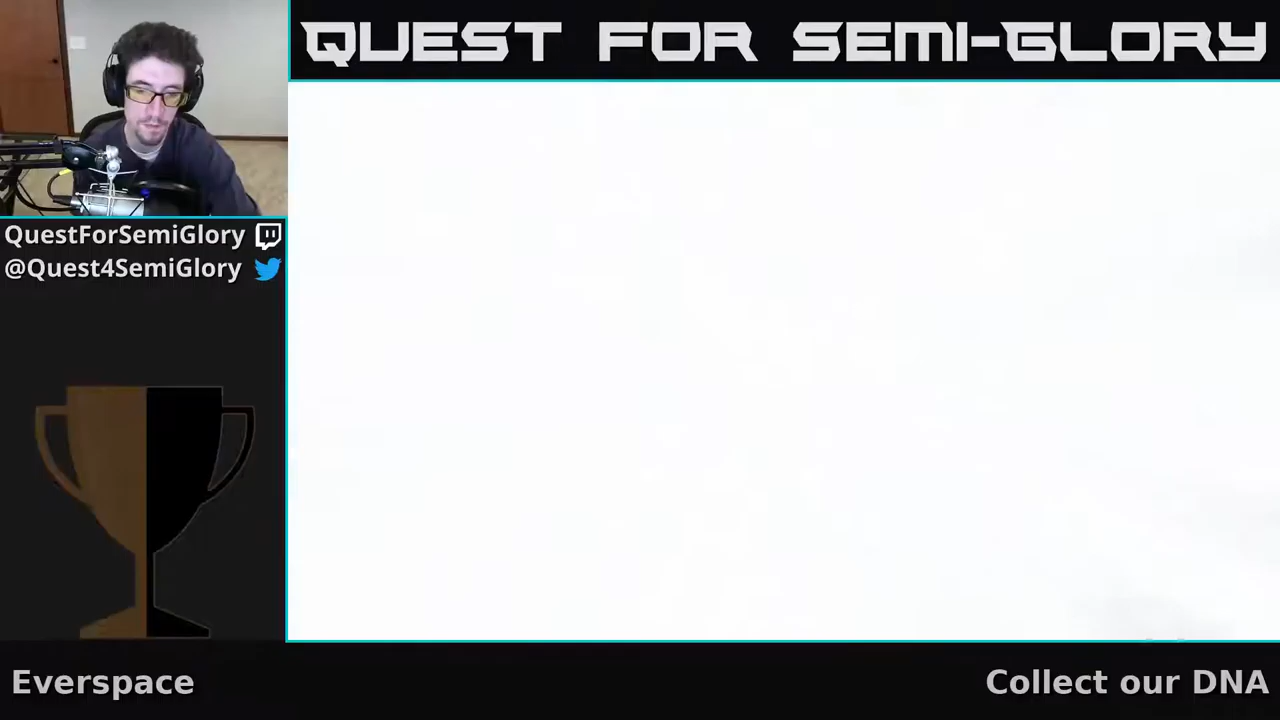 QUEST FOR SEMI-GLORY
QuestForSemiGlory
@Quest4SemiGlory
Everspace
Collect our DNA